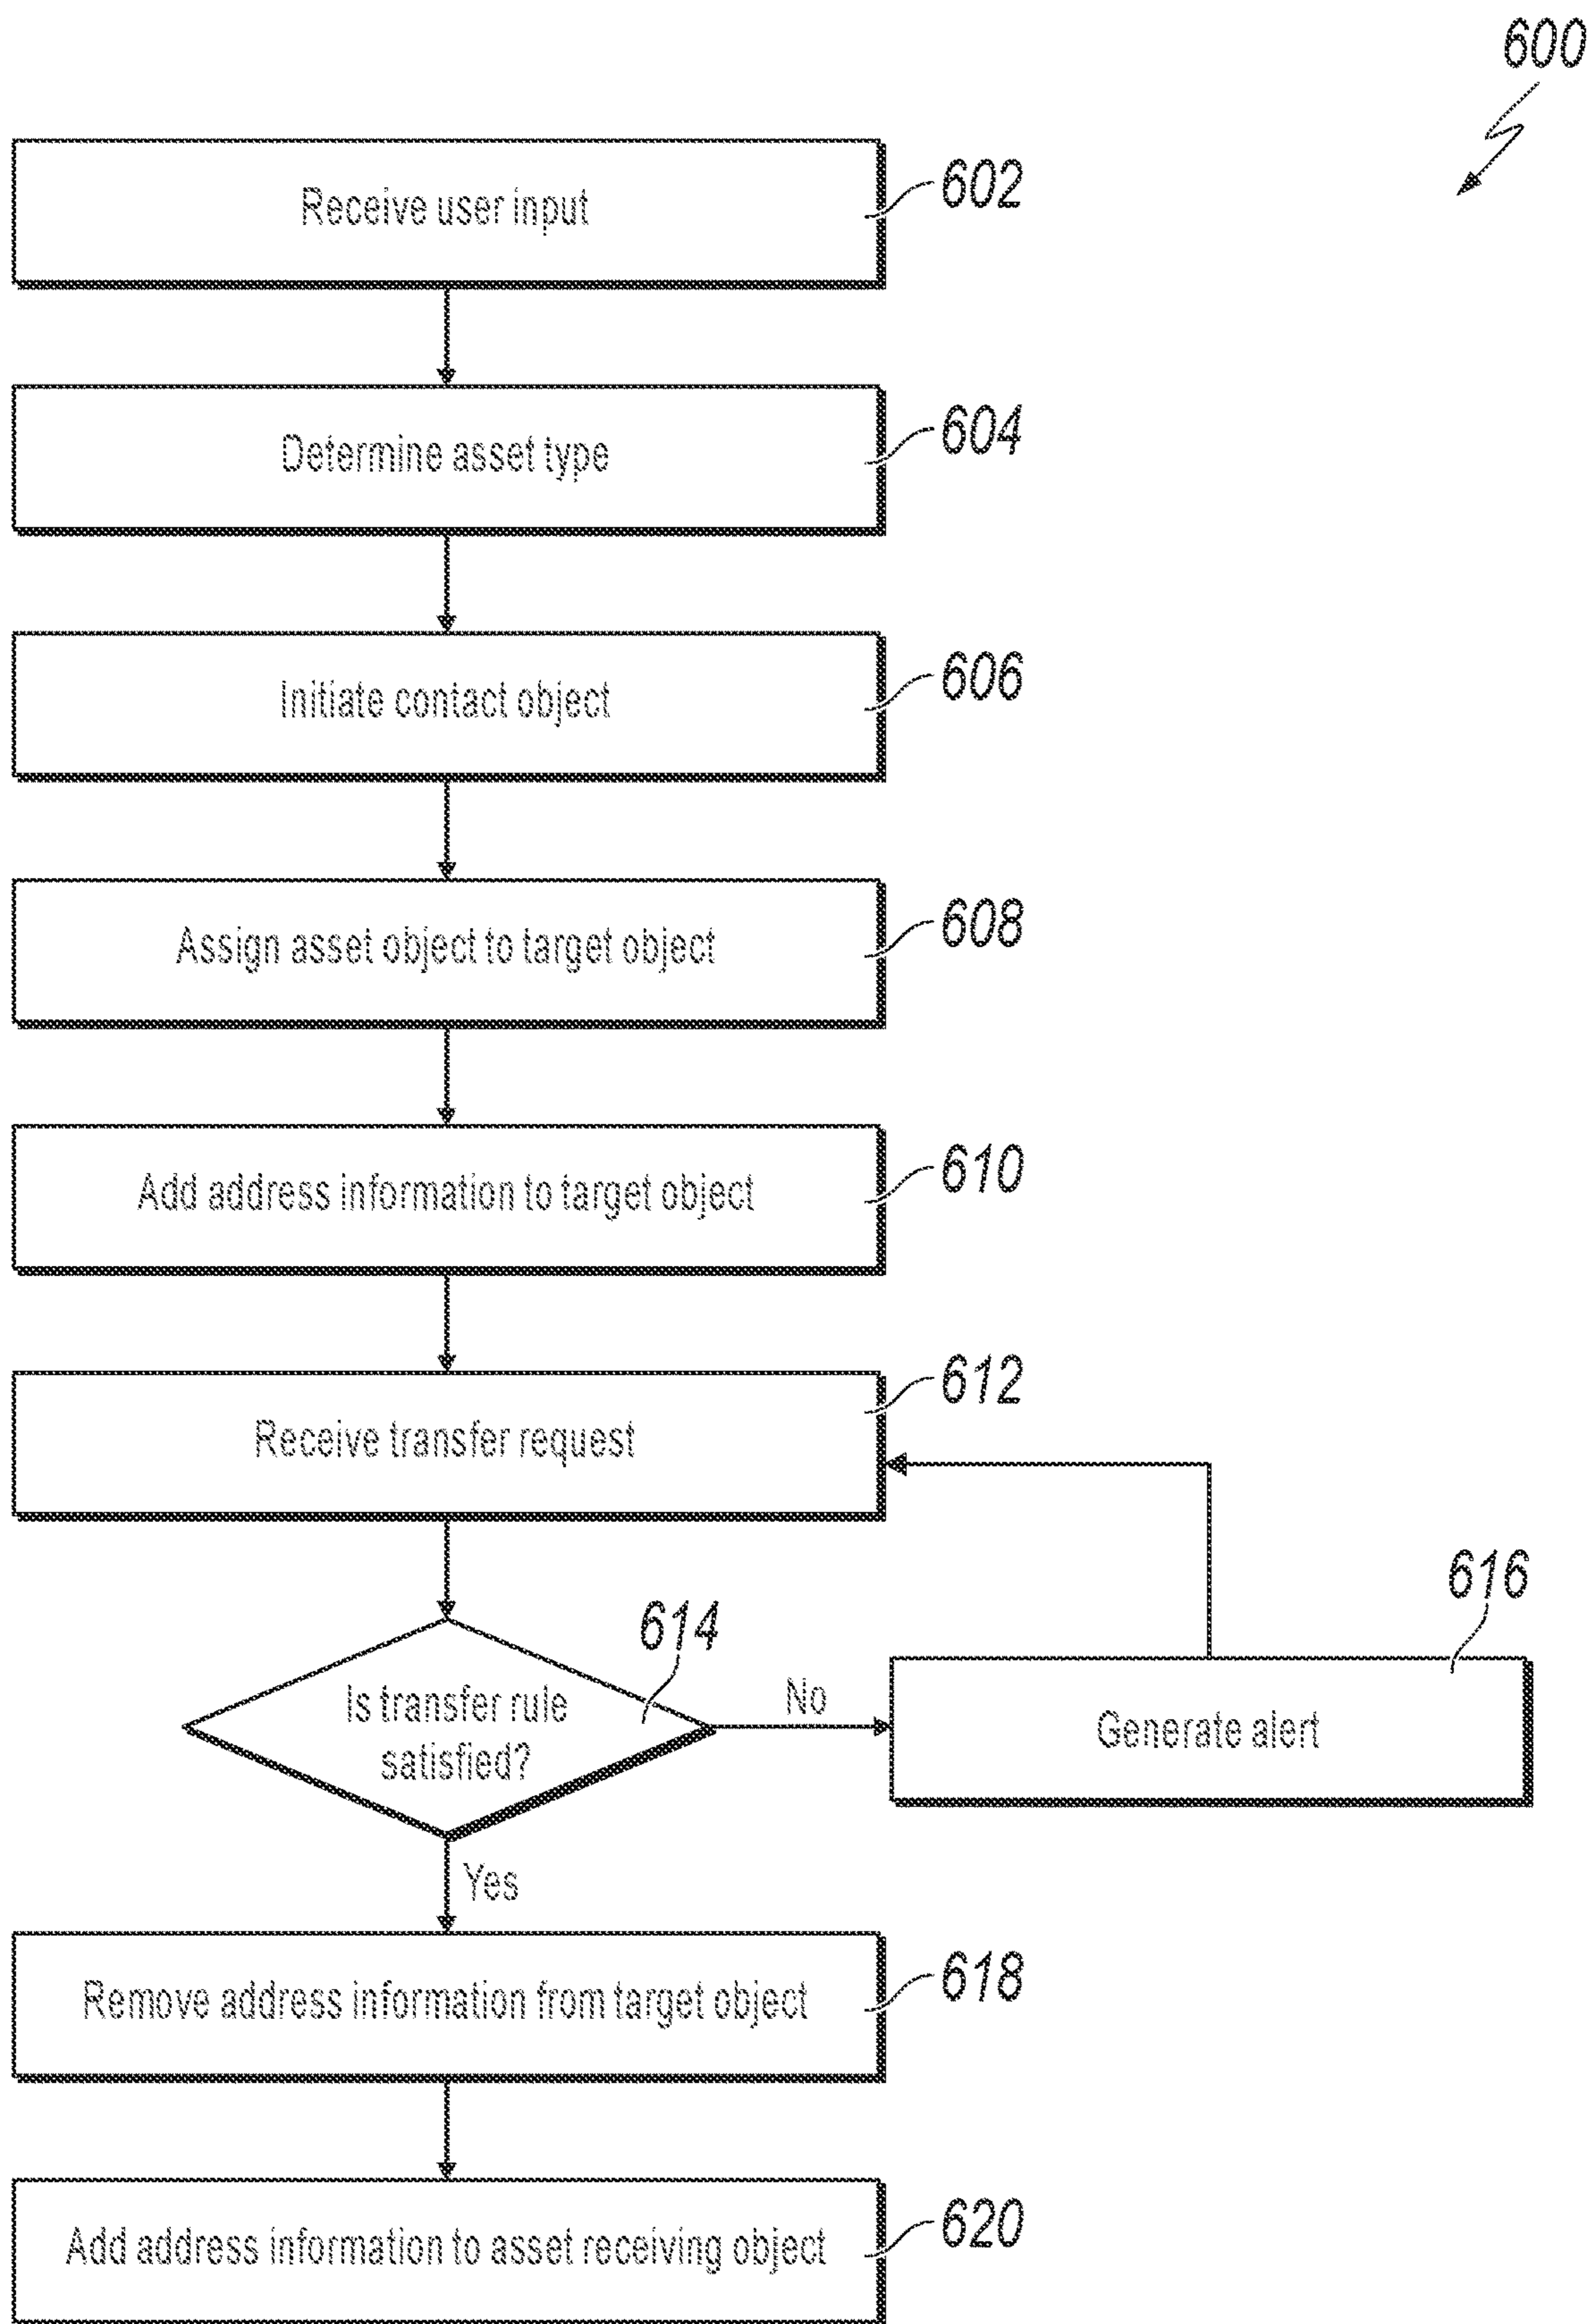 600
Receive user input
602
Determine asset type
604
Initiate contact object
606
Assign asset object to target object
608
Add address information to target object
610
Receive transfer request
612
Is transfer rule
satisfied?
614
No
Generate alert
616
Yes
Remove address information from target object
618
Add address information to asset receiving object
620